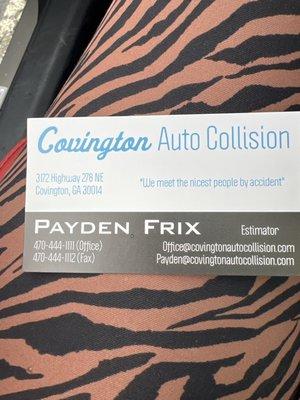 Covington Auto Collision
3172 Highway 278 NE
Covington, GA 30014
"We meet the nicest people by accident"
PAYDEN FRIX Estimator
470-444-1111 (Office) Office@covingtonautocollision.com
470-444-1112 (Fax) Payden@covingtonautocollision.com